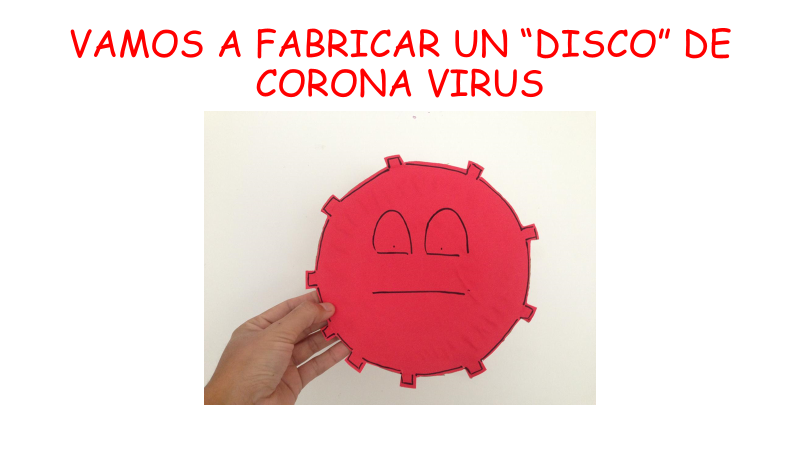 VAMOS A FABRICAR UN “DISCO” DE
CORONA VIRUS